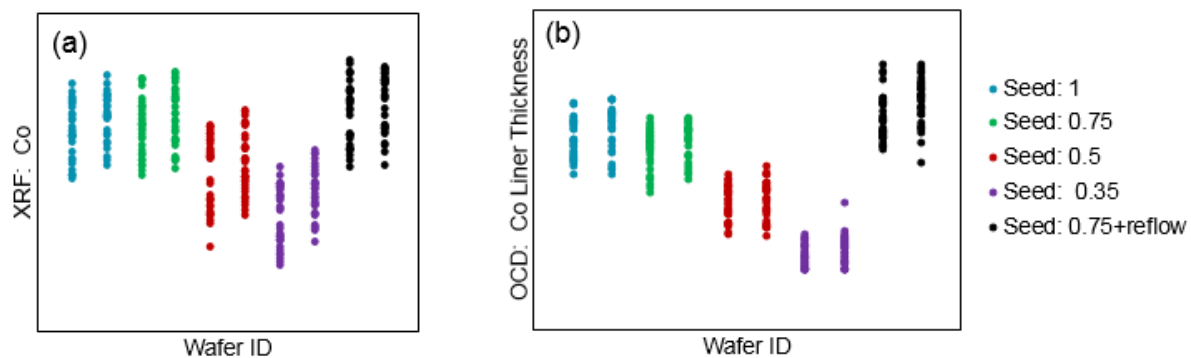 (a)
XRF: Co
Wafer ID
(b)
OCD: Co Liner Thickness
Wafer ID
Seed: 1
Seed: 0.75
Seed: 0.5
Seed: 0.35
Seed: 0.75+reflow